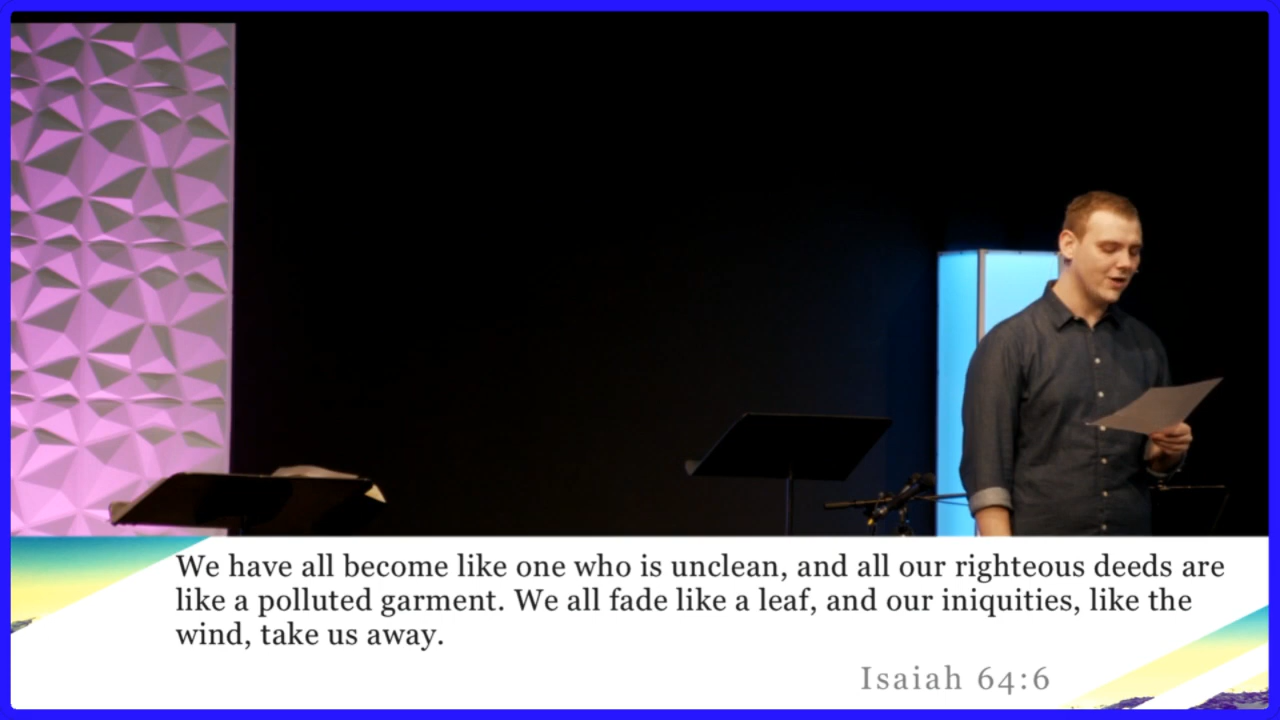 We have all become like one who is unclean, and all our righteous deeds are
like a polluted garment. We all fade like a leaf, and our iniquities, like the
wind, take us away.
Isaiah 64:6